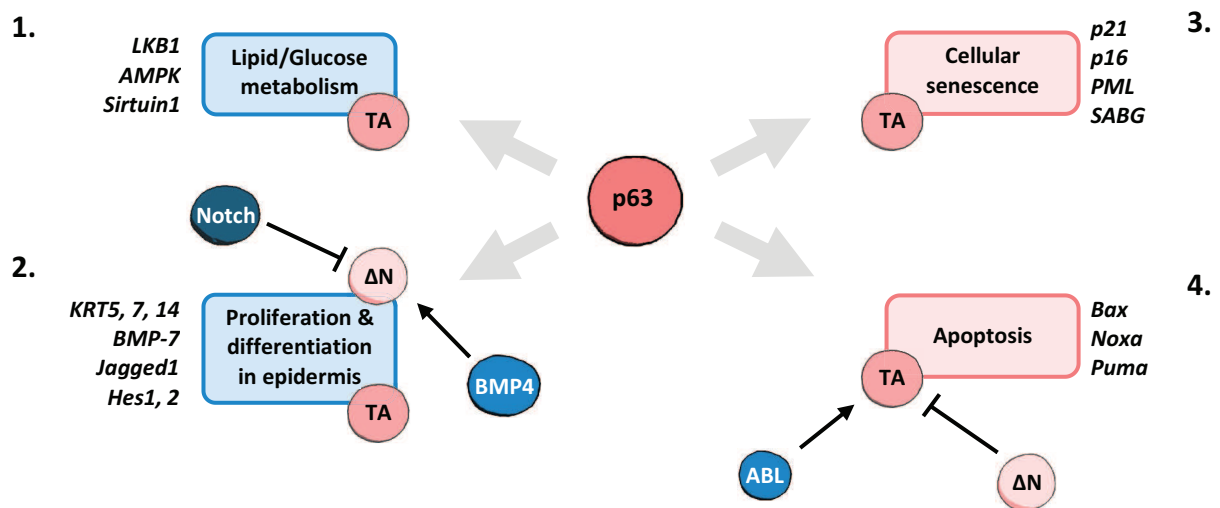 1.
LKB1
AMPK
Sirtuin1
Lipid/Glucose
metabolism
TA
Notch
2.
ΔN
KRT5, 7, 14
BMP-7
Jagged1
Hes1, 2
Proliferation &
differentiation
in epidermis
TA
BMP4
p63
3.
Cellular
senescence
TA
p21
p16
PML
SABG
4.
Apoptosis
TA
Bax
Noxa
Puma
ABL
ΔN